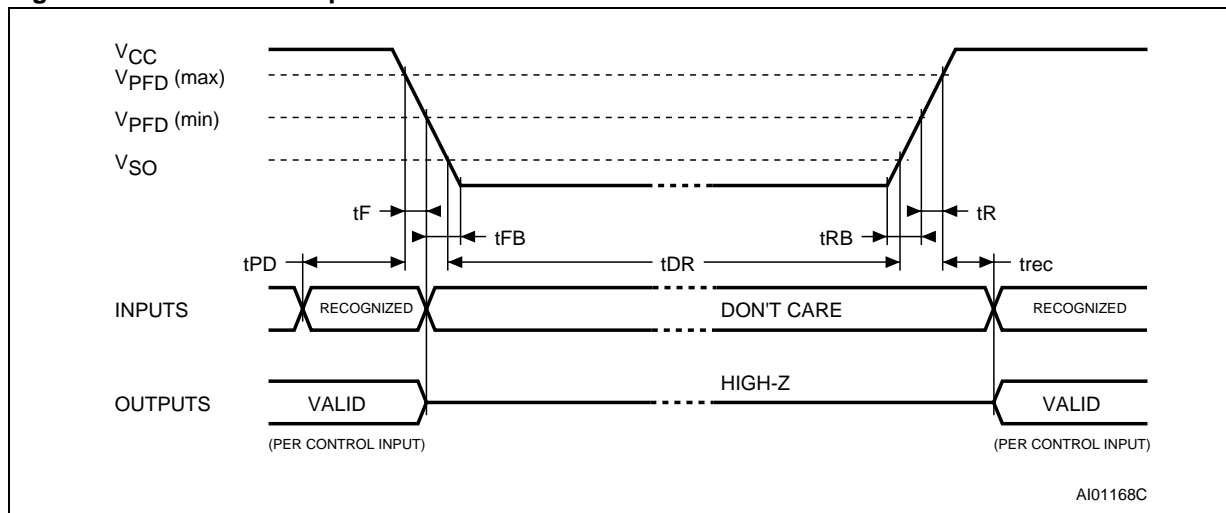 VCC
VPFD (max)
VPFD (min)
VSO
tF
tR
tFB
tRB
tPD
tDR
trec
INPUTS
RECOGNIZED
DON'T CARE
RECOGNIZED
HIGH-Z
OUTPUTS
VALID
VALID
(PER CONTROL INPUT)
(PER CONTROL INPUT)
AI01168C